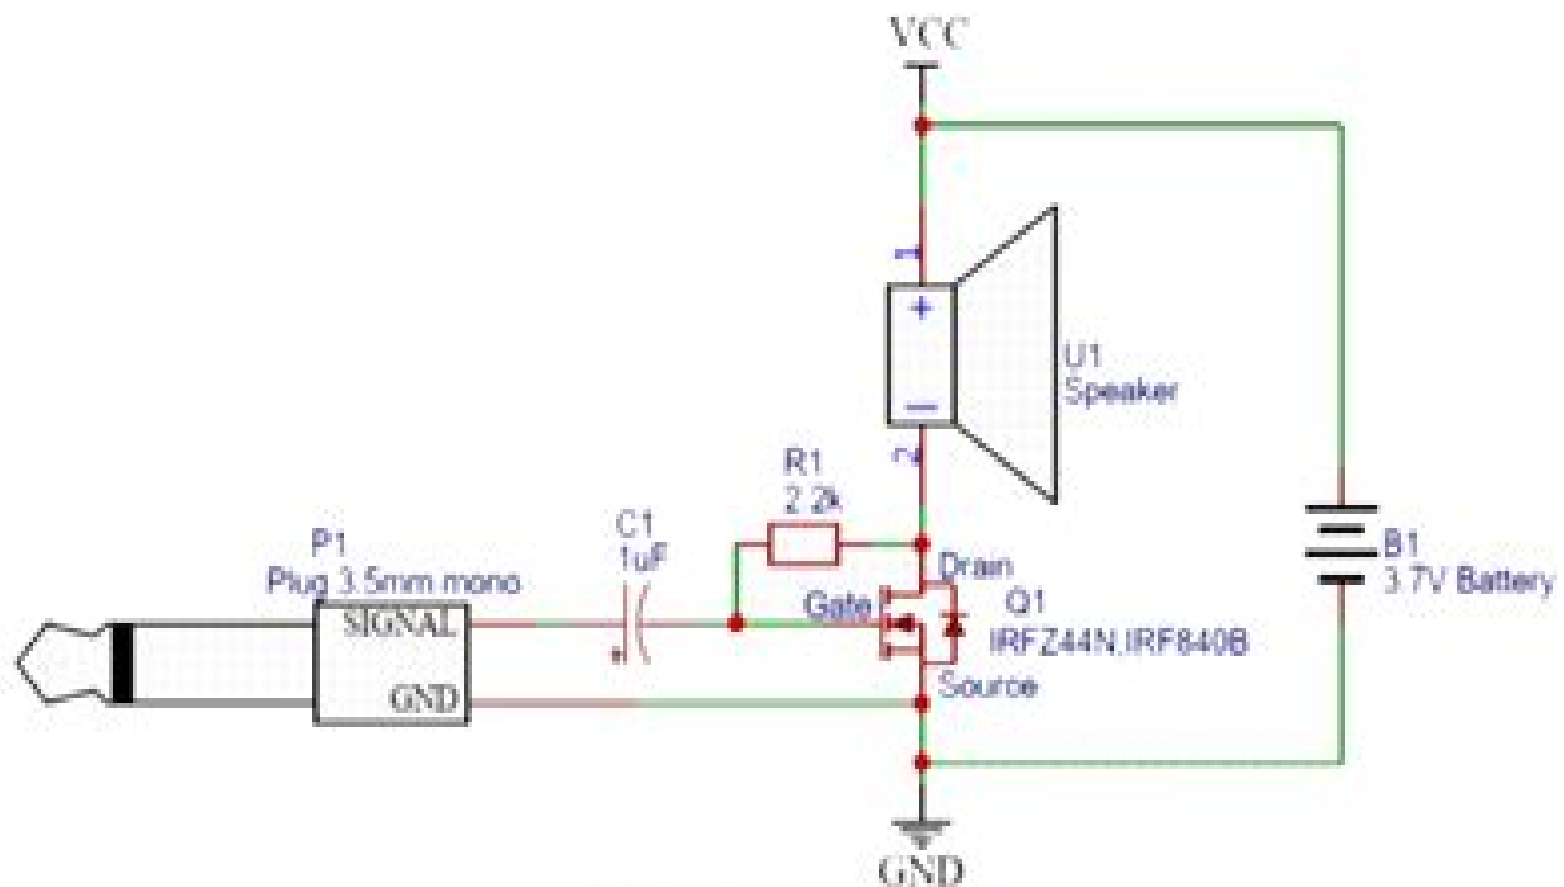 VCC
1
+
U1
Speaker
2
R1
2.2k
C1
1uF
P1
Plug 3.5mm mono
SIGNAL
GND
Gate
Drain
Q1
IRFZ44N,IRF840B
Source
B1
3.7V Battery
GND